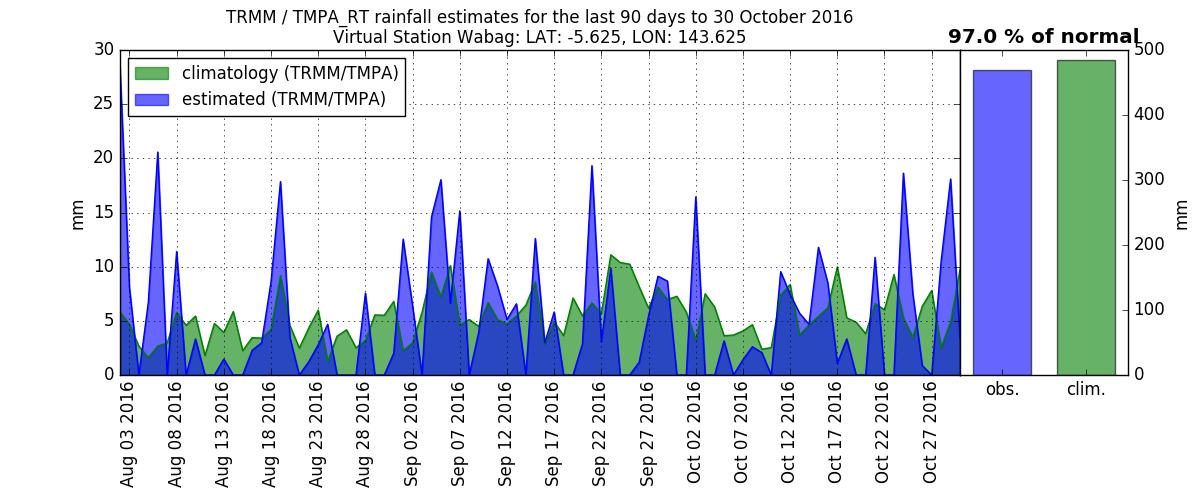 TRMM / TMPA_RT rainfall estimates for the last 90 days to 30 October 2016
Virtual Station Wabag: LAT: -5.625, LON: 143.625
97.0 % of normal
climatology (TRMM/TMPA)
estimated (TRMM/TMPA)
mm
30
25
20
15
10
5
0
Aug 03 2016
Aug 08 2016
Aug 13 2016
Aug 18 2016
Aug 23 2016
Aug 28 2016
Sep 02 2016
Sep 07 2016
Sep 12 2016
Sep 17 2016
Sep 22 2016
Sep 27 2016
Oct 02 2016
Oct 07 2016
Oct 12 2016
Oct 17 2016
Oct 22 2016
Oct 27 2016
obs.
clim.
500
400
300
200
100
0
mm